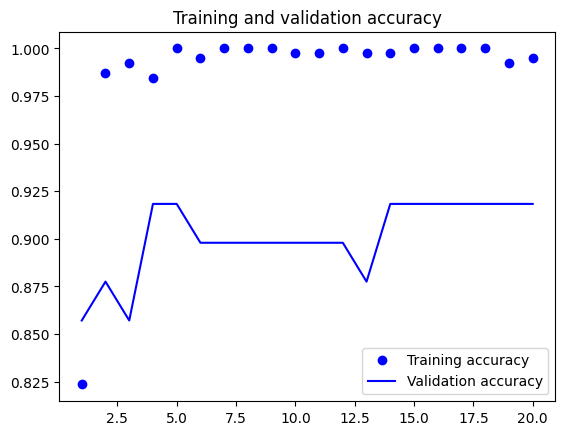 Training and validation accuracy
1.000
0.975
0.950
0.925
0.900
0.875
0.850
0.825
Training accuracy
Validation accuracy
2.5 5.0 7.5 10.0 12.5 15.0 17.5 20.0